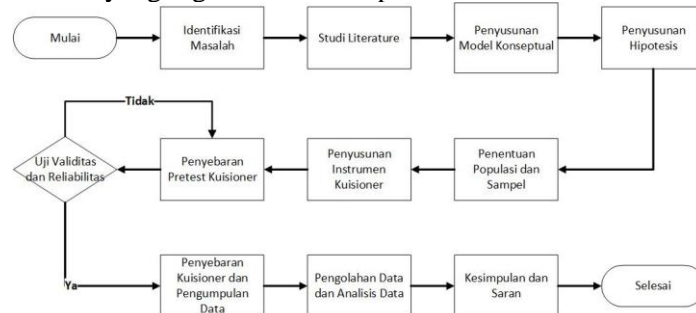 Mulai
Identifikasi
Masalah
Studi Literature
Penyusunan
Model Konseptual
Penyusunan
Hipotesis
Tidak
Uji Validitas
dan Reliabilitas
Penyebaran
Pretest Kuisioner
Penyusunan
Instrumen
Kuisioner
Penentuan
Populasi dan
Sampel
Ya
Penyebaran
Kuisioner dan
Pengumpulan
Data
Pengolahan Data
dan Analisis Data
Kesimpulan dan
Saran
Selesai